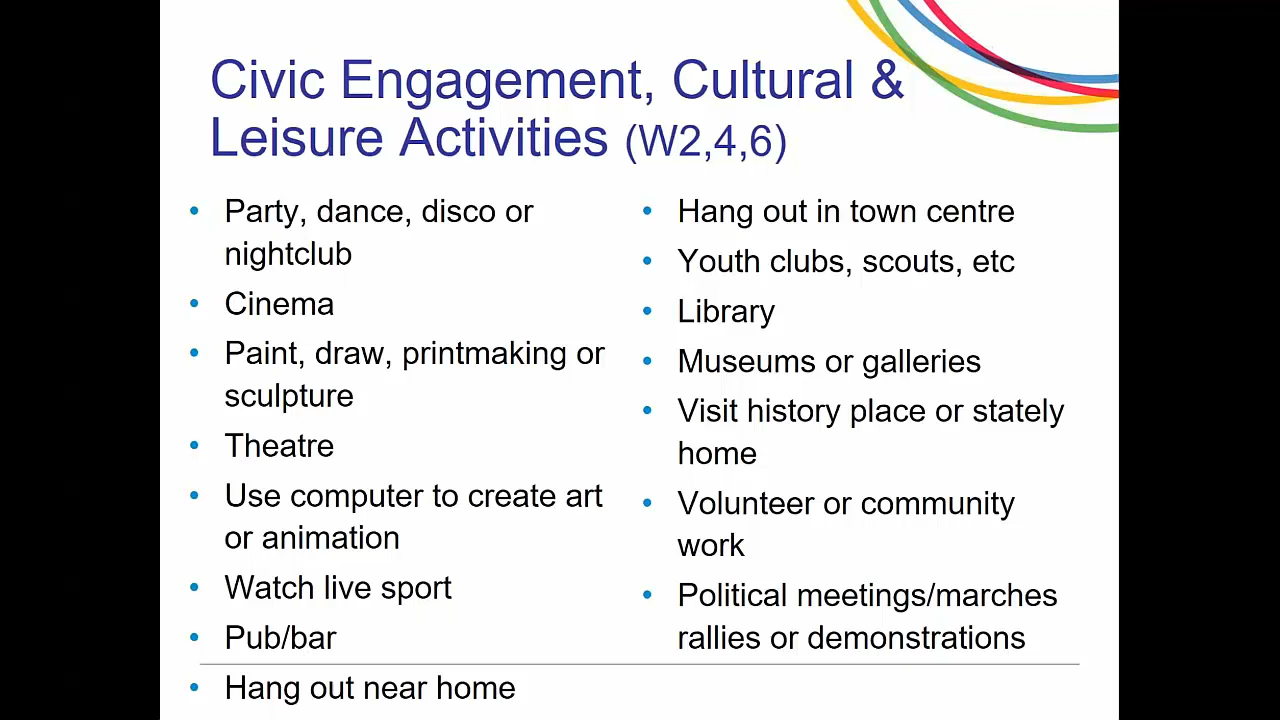 Civic Engagement, Cultural &
Leisure Activities (W2,4,6)
• Party, dance, disco or
nightclub
• Cinema
• Paint, draw, printmaking or
sculpture
• Theatre
• Use computer to create art
or animation
• Watch live sport
• Pub/bar
• Hang out near home
• Hang out in town centre
• Youth clubs, scouts, etc
• Library
• Museums or galleries
• Visit history place or stately
home
• Volunteer or community
work
• Political meetings/marches
rallies or demonstrations